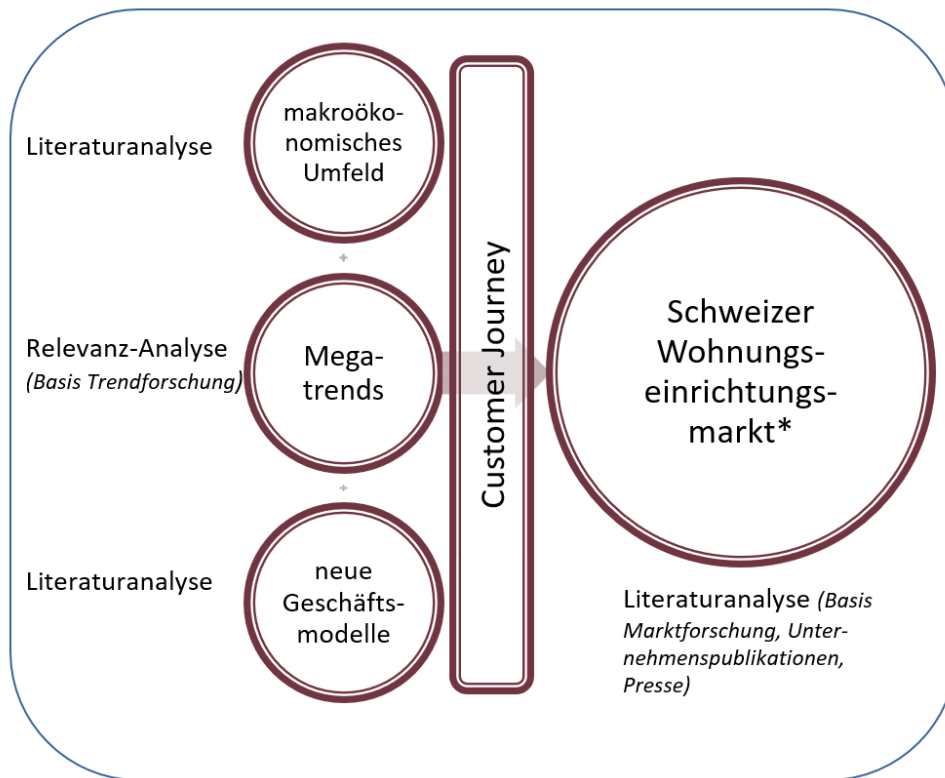 Literaturanalyse
makroöko-
nomisches
Umfeld
+
Relevanz-Analyse
(Basis Trendforschung)
Mega-
trends
+
Literaturanalyse
neue
Geschäfts-
modelle
Customer Journey
Schweizer
Wohnungs-
einrichtungs-
markt*
Literaturanalyse (Basis
Marktforschung, Unter-
nehmenspublikationen,
Presse)